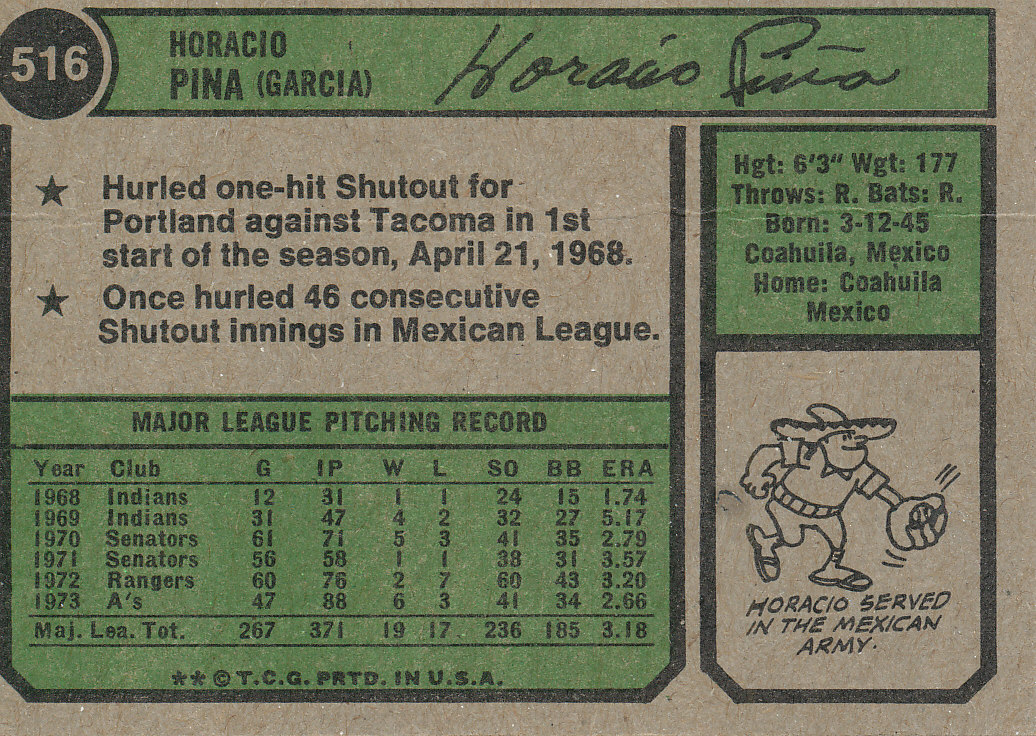 516
HORACIO
PINA (GARCIA)
Horacio Piña
★ Hurled one-hit Shutout for
Portland against Tacoma in 1st
start of the season, April 21, 1968.
★ Once hurled 46 consecutive
Shutout innings in Mexican League.
Hgt: 6'3" Wgt: 177
Throws: R. Bats: R.
Born: 3-12-45
Coahuila, Mexico
Home: Coahuila
Mexico
MAJOR LEAGUE PITCHING RECORD
Year Club G IP W L SO BB ERA
1968 Indians 12 31 1 1 24 15 1.74
1969 Indians 31 47 4 2 32 27 5.17
1970 Senators 61 71 5 3 41 35 2.79
1971 Senators 56 58 1 1 38 31 3.57
1972 Rangers 60 76 2 7 60 43 3.20
1973 A's 47 88 6 3 41 34 2.66
Maj. Lea. Tot. 267 371 19 17 236 185 3.18
** © T.C.G. PRTD. IN U.S.A.
HORACIO SERVED
IN THE MEXICAN
ARMY.